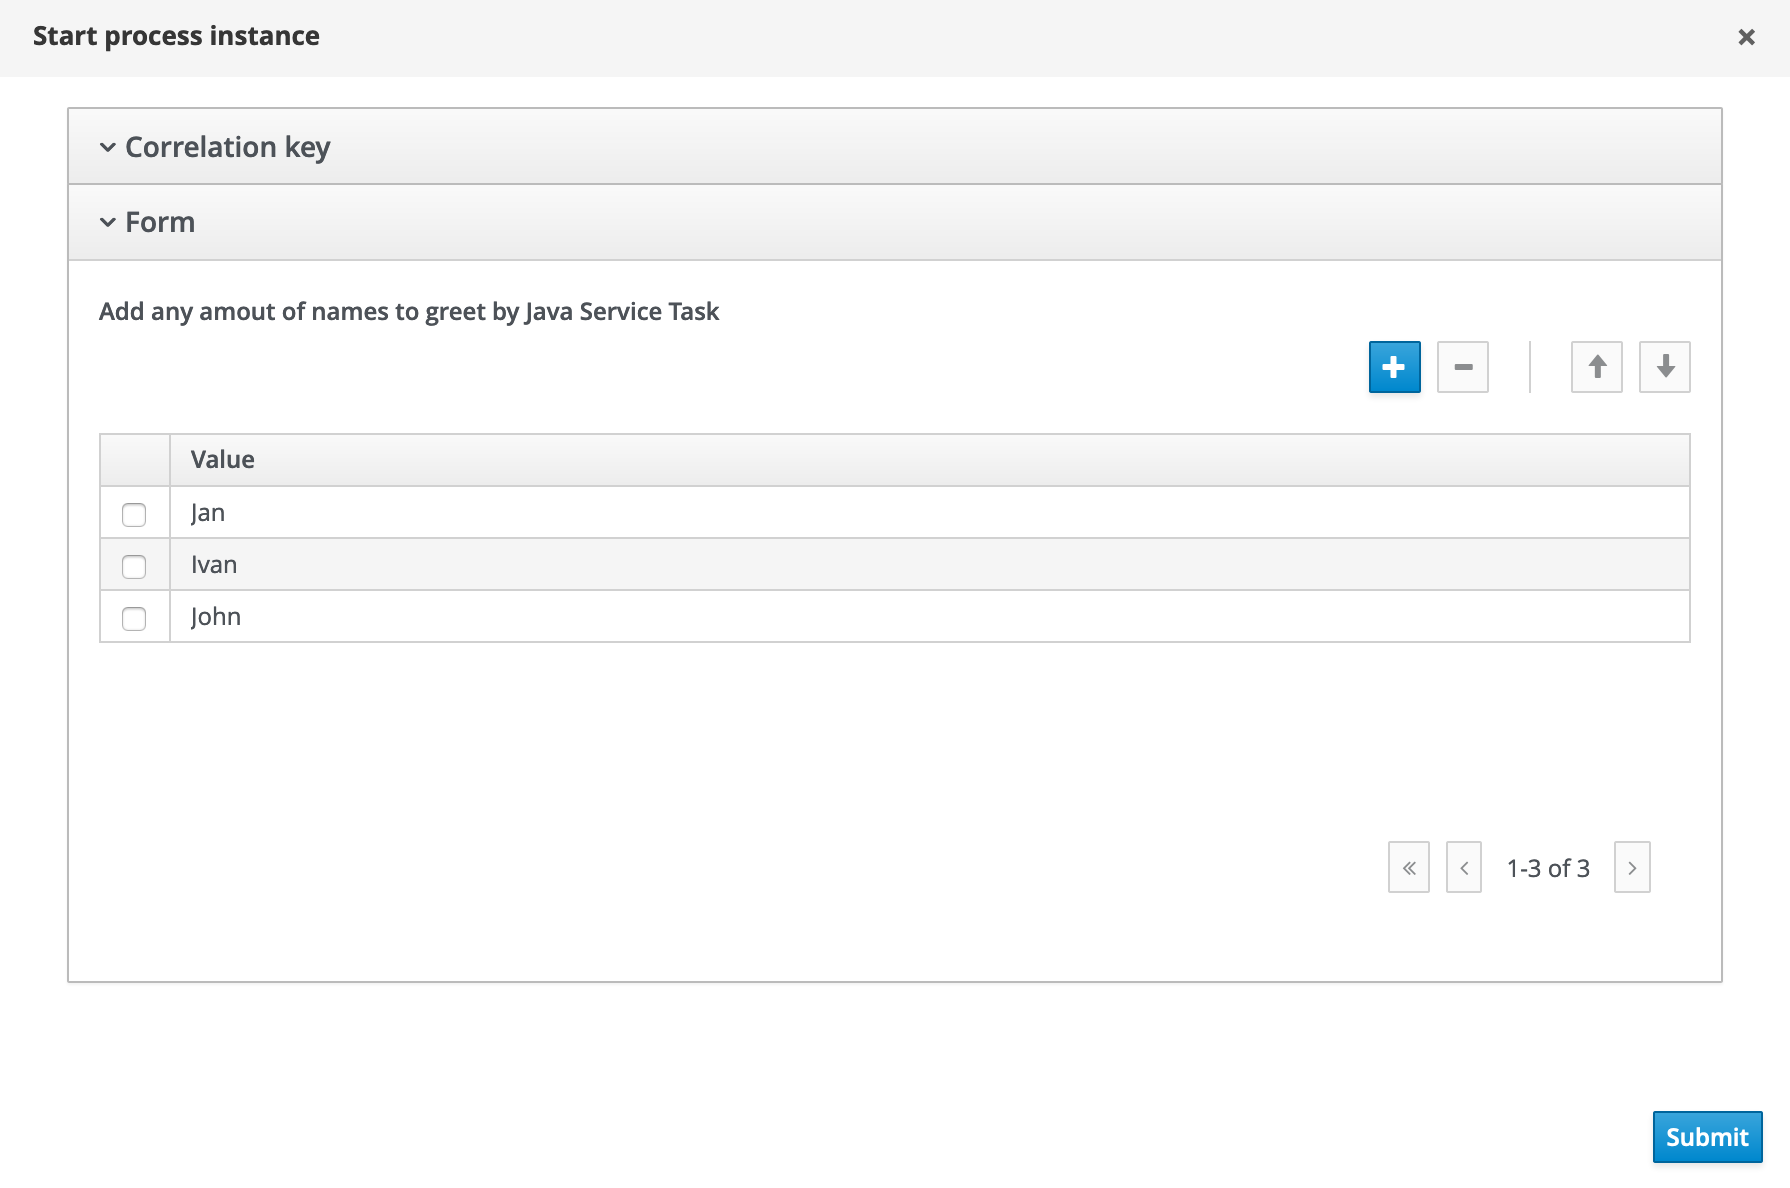 Start process instance
Correlation key
Form
Add any amout of names to greet by Java Service Task
Value
Jan
Ivan
John
1-3 of 3
Submit